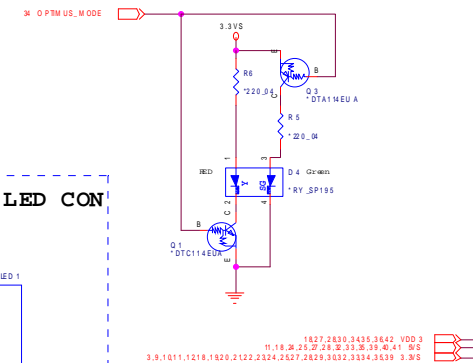 34 OPTIMUS_MODE
3.3VS
E
B
Q3
*DTA114EUA
C
R6
*220_04
R5
*220_04
RED
1
3
D4 Green
Y
SG
*RY_SP195
2
4
C
B
Q1
*DTC114EUA
E
LED CON
LED1
18,27,28,30,34,35,36,42 VDD3
11,18,24,25,27,28,32,33,35,39,40,41 5VS
3,9,10,11,12,18,19,20,21,22,23,24,25,27,28,29,30,32,33,34,35,39 3.3VS